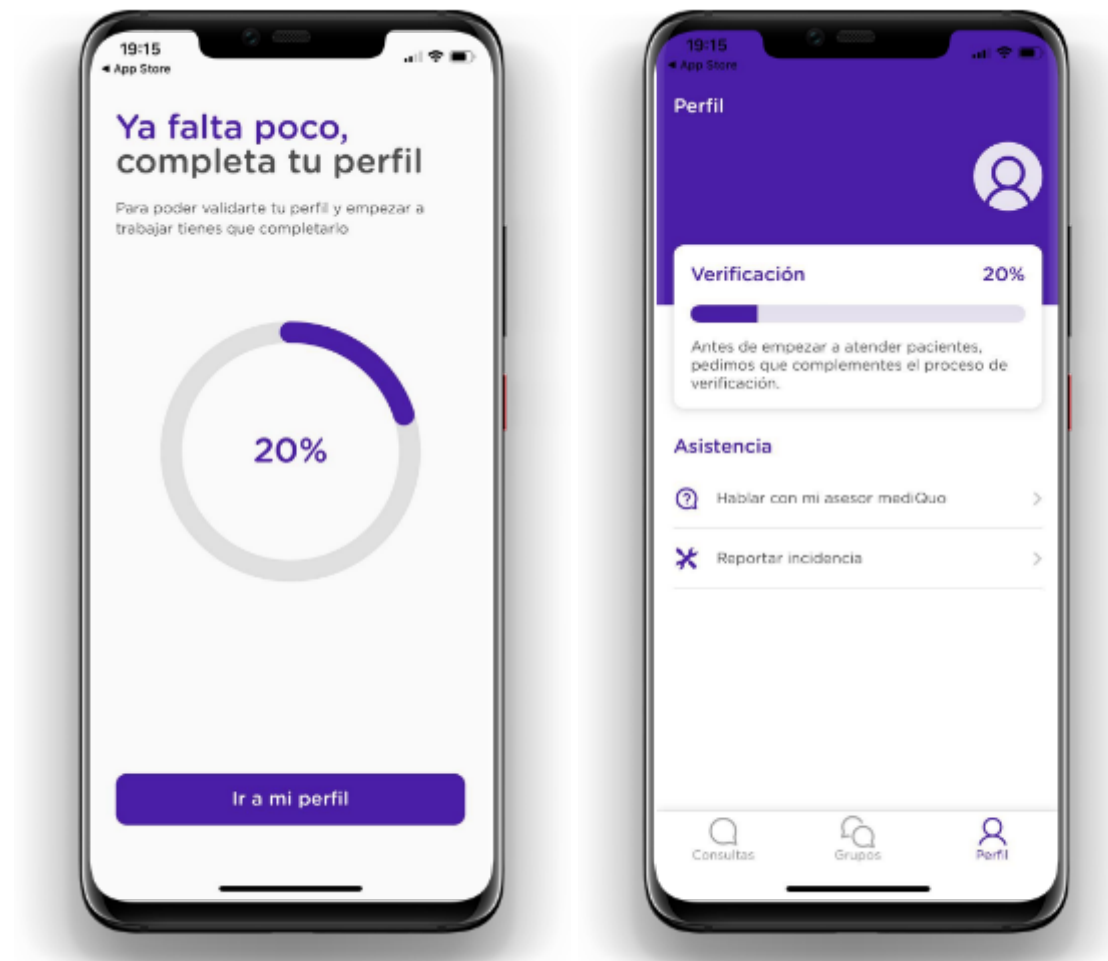 19:15
◀ App Store
Ya falta poco,
completa tu perfil
Para poder validarte tu perfil y empezar a
trabajar tienes que completarlo
20%
Ir a mi perfil
19:15
◀ App Store
Perfil
Verificación 20%
Antes de empezar a atender pacientes,
pedimos que complementes el proceso de
verificación.
Asistencia
Hablar con mi asesor mediQuo
Reportar incidencia
Consultas Grupos Perfil